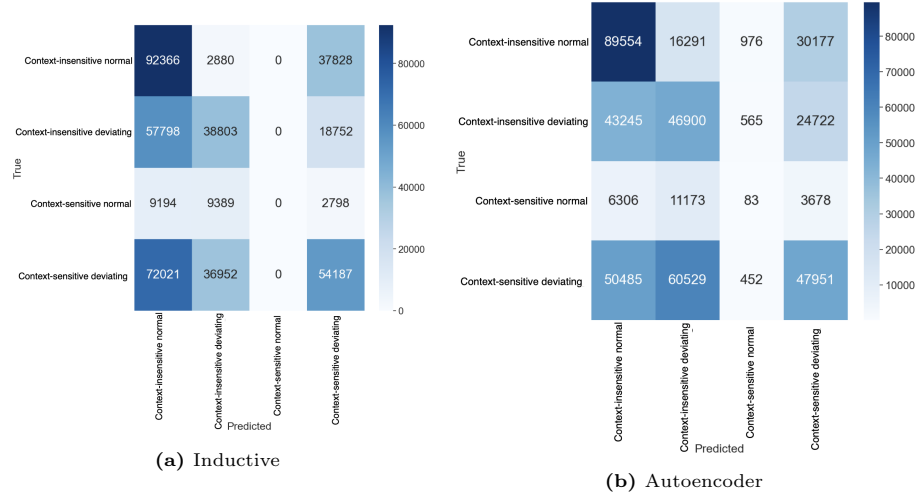 Context-insensitive normal 92366 2880 0 37828
Context-insensitive deviating 57798 38803 0 18752
Context-sensitive normal 9194 9389 0 2798
Context-sensitive deviating 72021 36952 0 54187
True
80000
60000
40000
20000
0
Context-insensitive normal
Context-insensitive deviating
Context-sensitive normal
Context-sensitive deviating
Predicted
(a) Inductive
Context-insensitive normal 89554 16291 976 30177
Context-insensitive deviating 43245 46900 565 24722
Context-sensitive normal 6306 11173 83 3678
Context-sensitive deviating 50485 60529 452 47951
True
80000
70000
60000
50000
40000
30000
20000
10000
Context-insensitive normal
Context-insensitive deviating
Context-sensitive normal
Context-sensitive deviating
Predicted
(b) Autoencoder